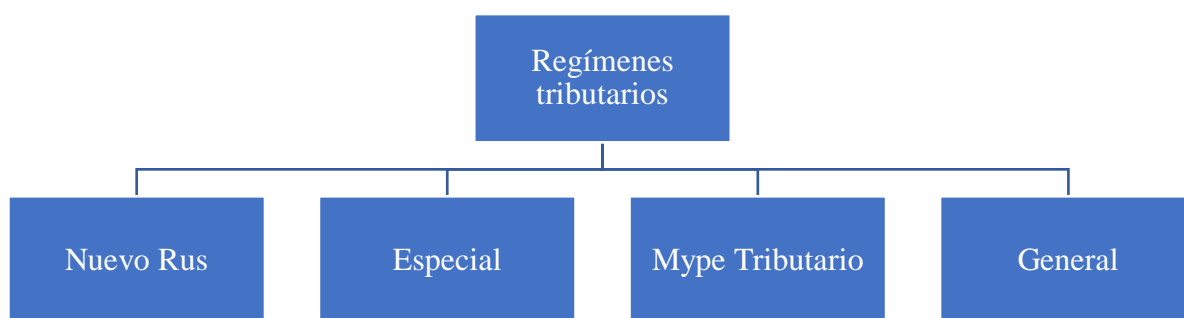 Regímenes
tributarios
Nuevo Rus
Especial
Mype Tributario
General